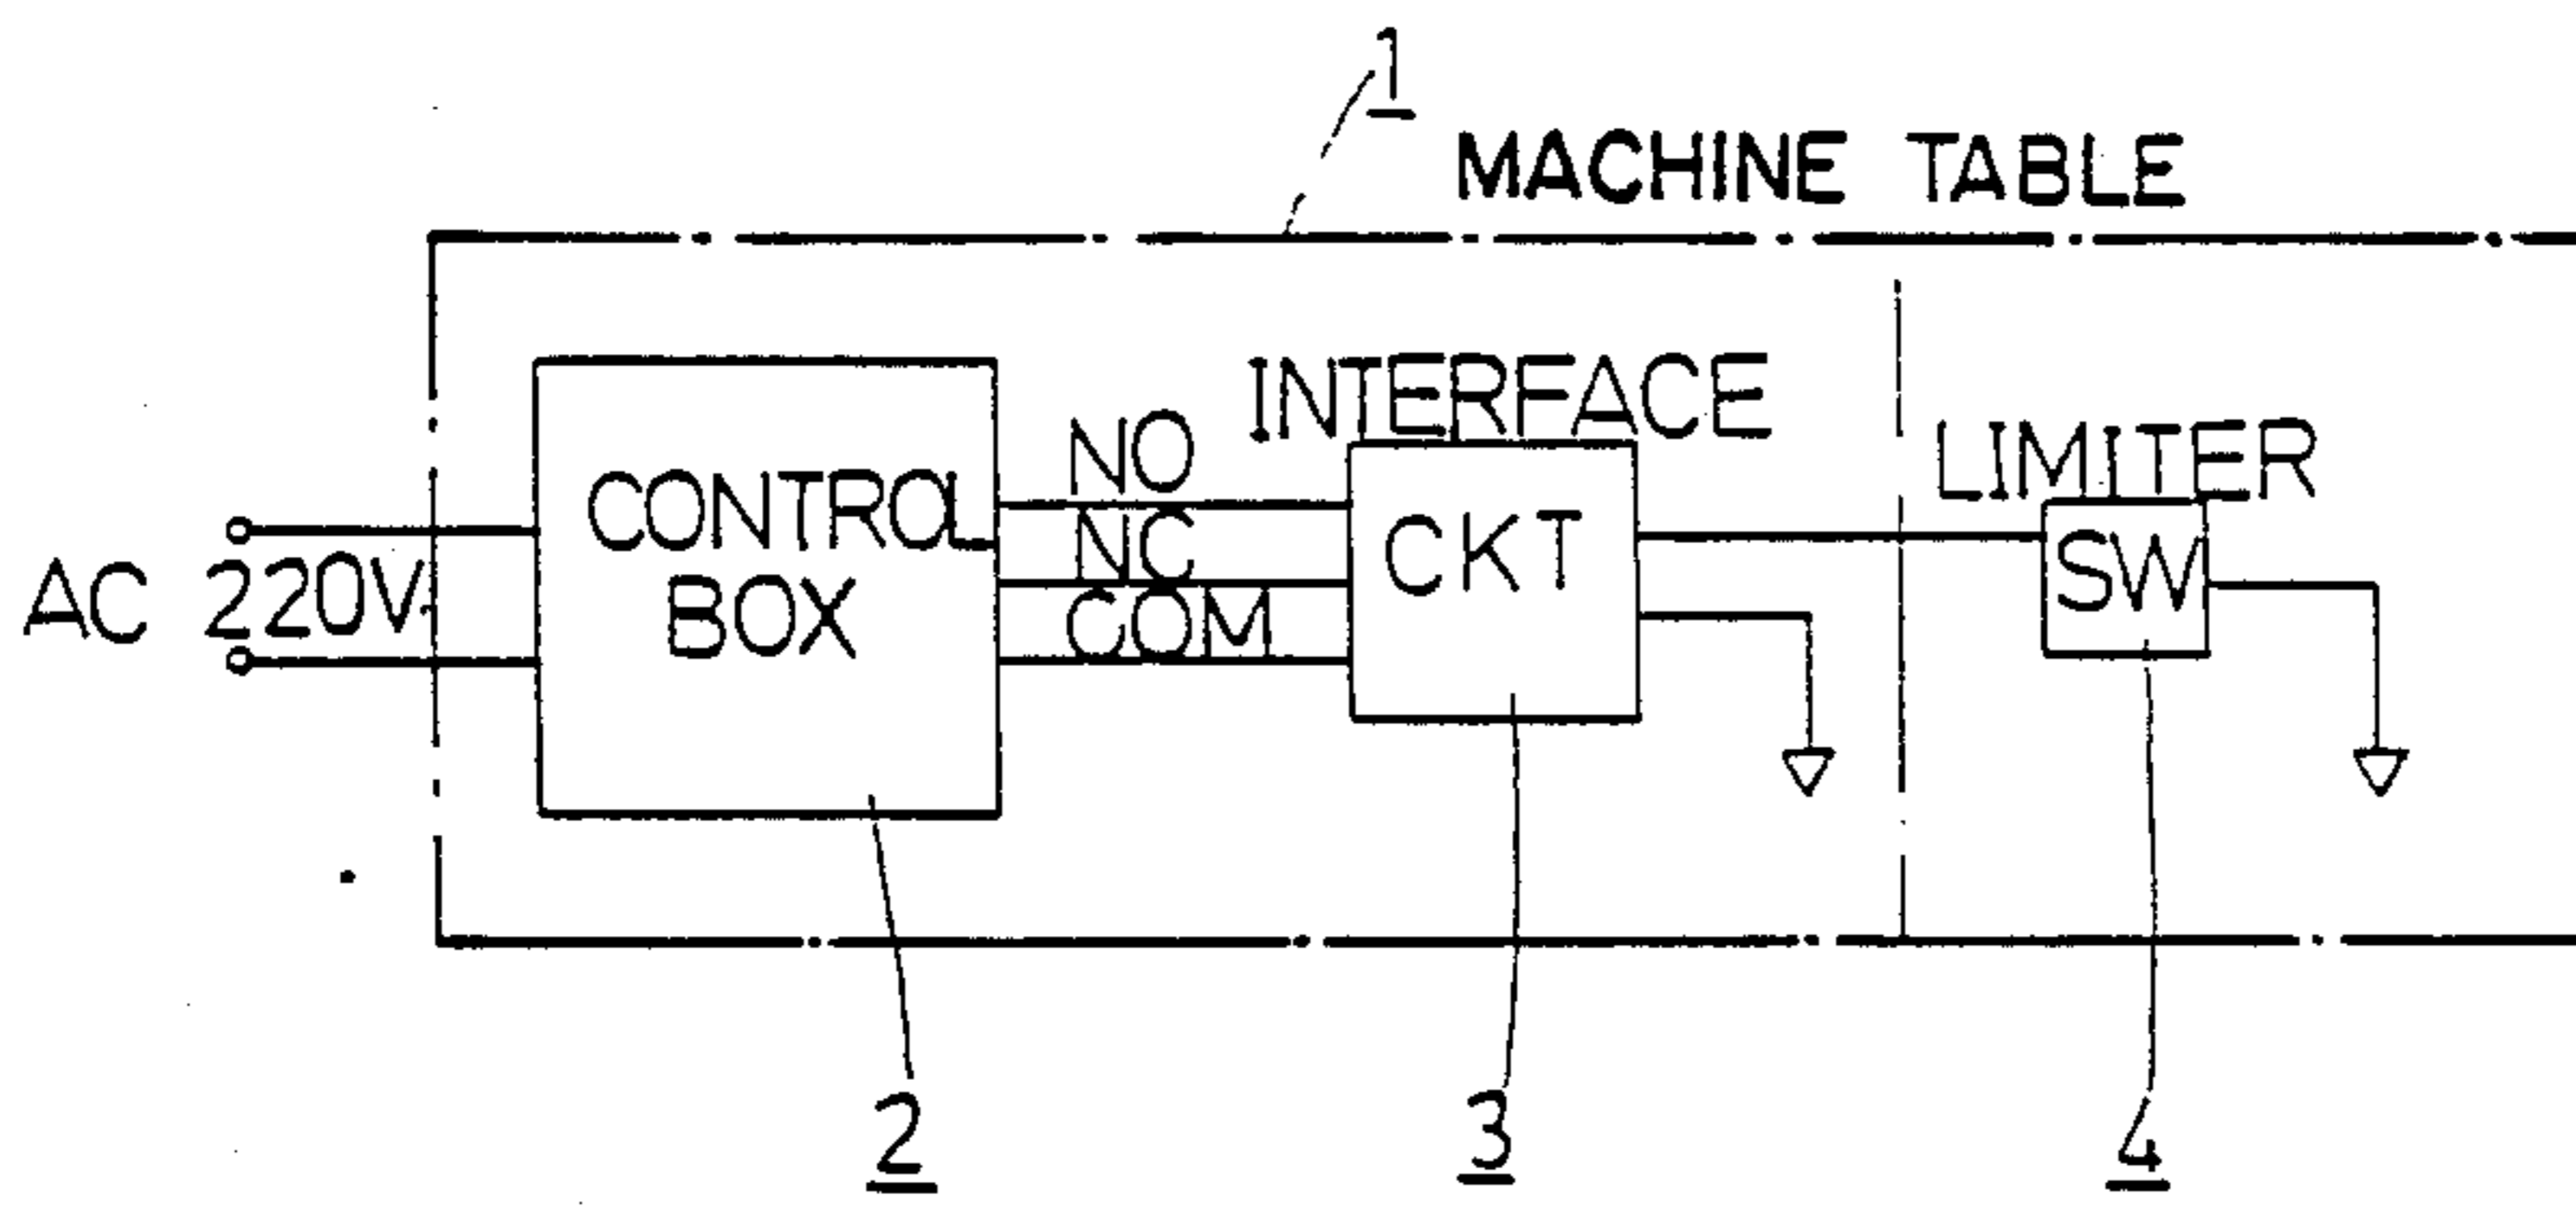 1
MACHINE TABLE
INTERFACE
LIMITER
NO
NC
COM
CONTROL
BOX
CKT
SW
AC 220V
2
3
4